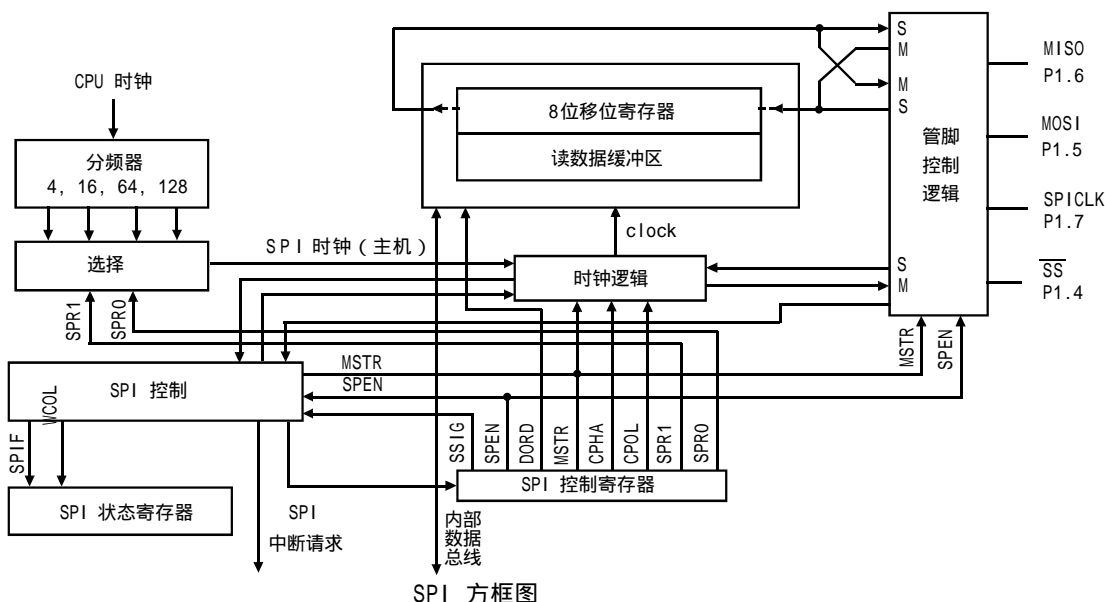 CPU 时钟
分频器
4, 16, 64, 128
选择
SPI 时钟（主机）
SPR1
SPR0
8位移位寄存器
读数据缓冲区
clock
时钟逻辑
S
M
M
S
管脚
控制
逻辑
S
M
MISO
P1.6
MOSI
P1.5
SPICLK
P1.7
SS
P1.4
MSTR
SPEN
SPI 控制
MSTR
SPEN
SPIF
WCOL
SPI 状态寄存器
SPI
中断请求
SSIG
SPEN
DORD
MSTR
CPHA
CPOL
SPR1
SPR0
SPI 控制寄存器
内部
数据
总线
SPI 方框图